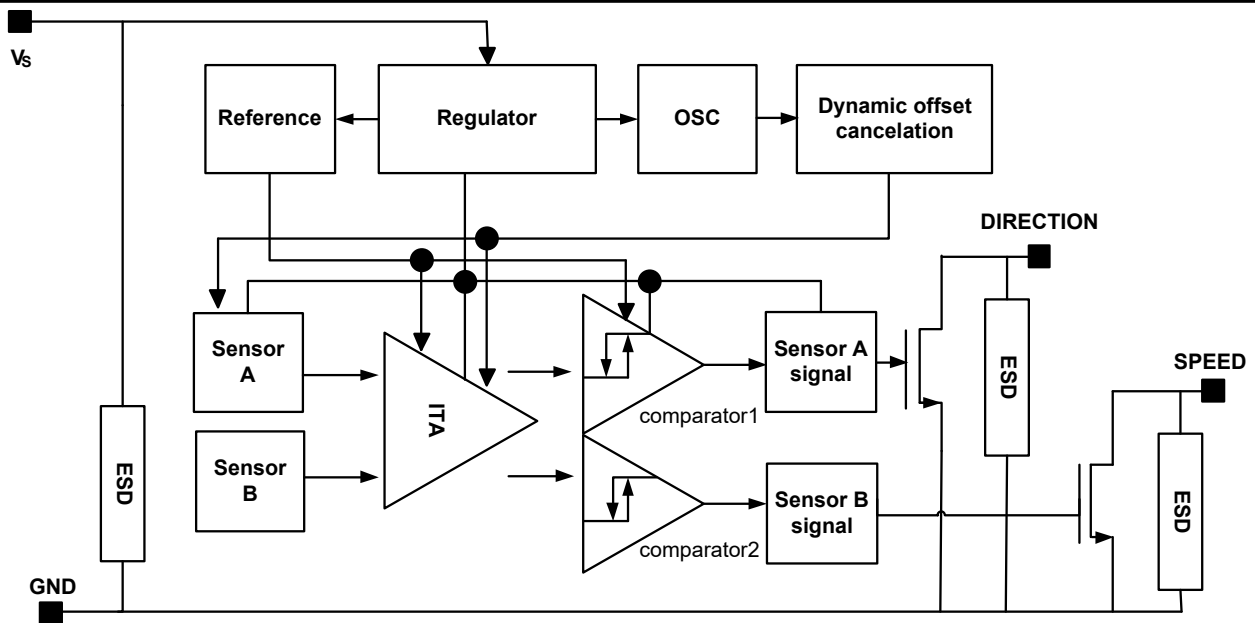 Vs
Reference
Regulator
OSC
Dynamic offset
cancelation
DIRECTION
Sensor
A
ITA
comparator1
Sensor A
signal
ESD
SPEED
ESD
Sensor
B
comparator2
Sensor B
signal
ESD
GND